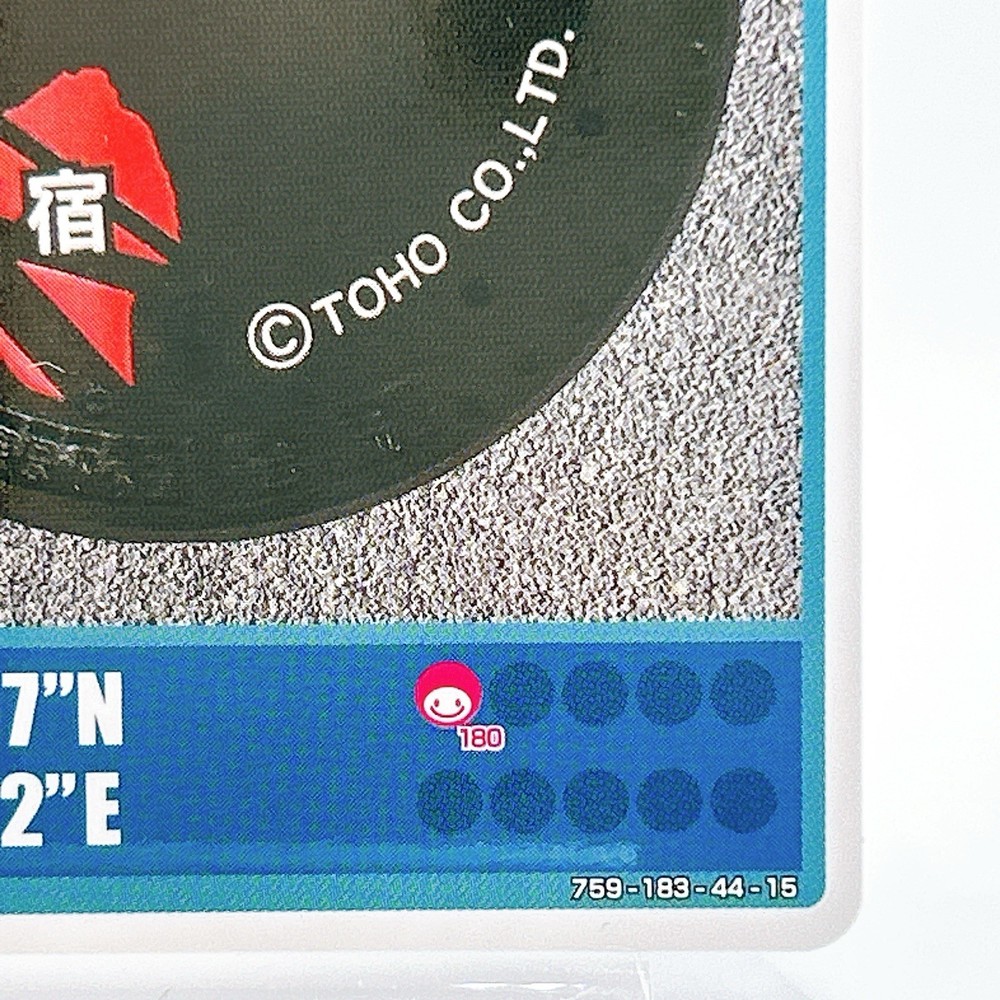 宿
©TOHO CO.,LTD.
7”N
180
2”E
759-183-44-15